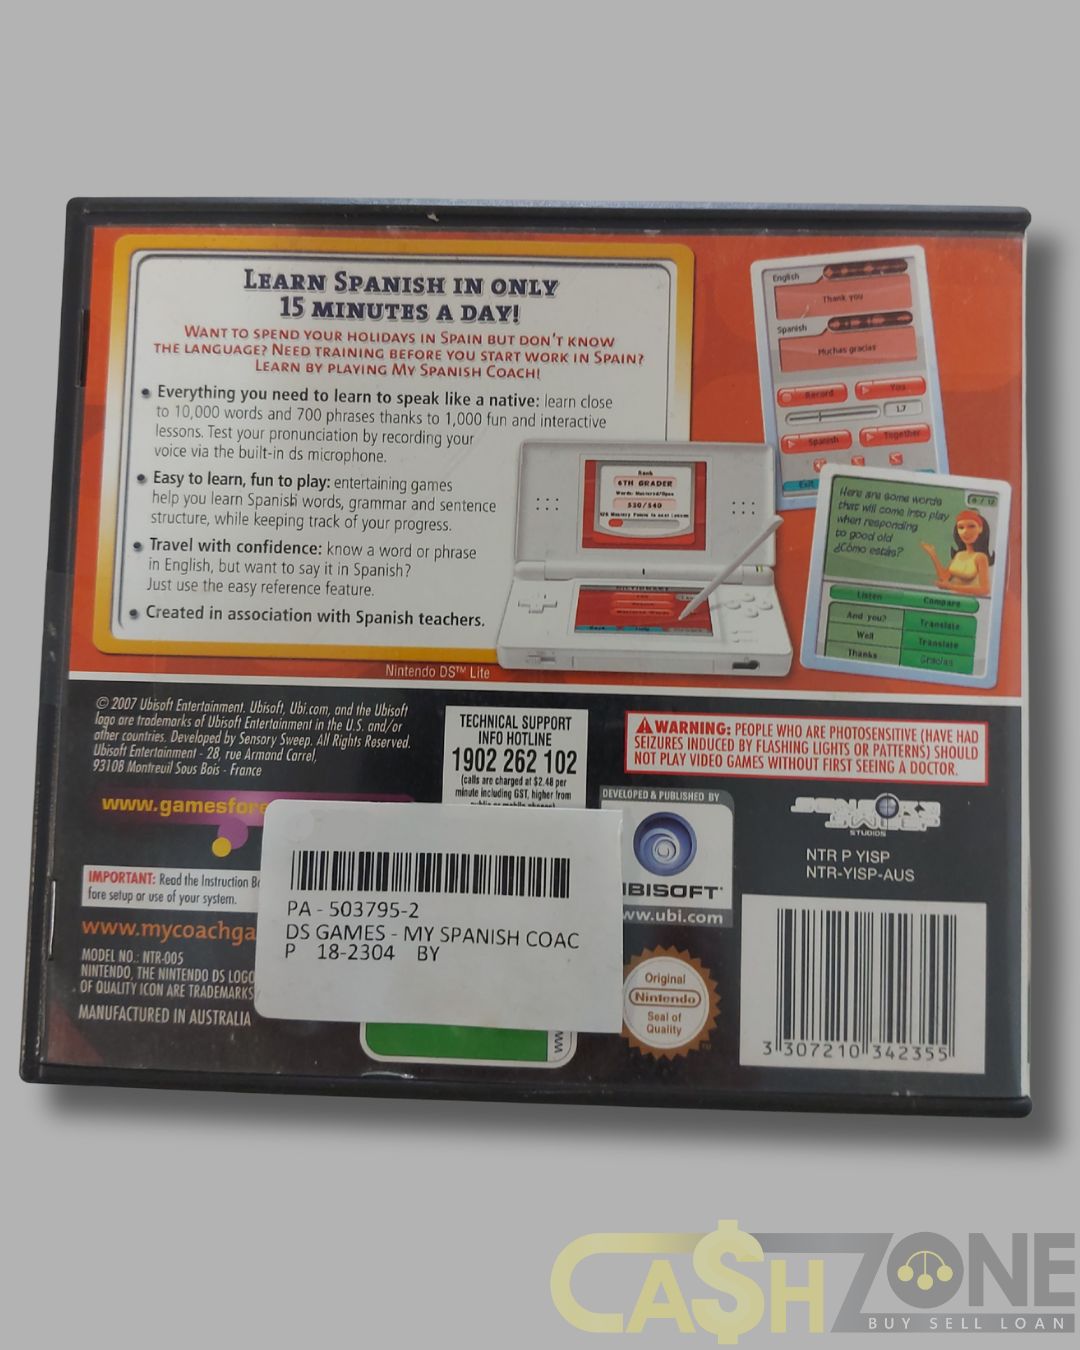 LEARN SPANISH IN ONLY
15 MINUTES A DAY!
WANT TO SPEND YOUR HOLIDAYS IN SPAIN BUT DON'T KNOW
THE LANGUAGE? NEED TRAINING BEFORE YOU START WORK IN SPAIN?
LEARN BY PLAYING MY SPANISH COACH!
• Everything you need to learn to speak like a native: learn close
to 10,000 words and 700 phrases thanks to 1,000 fun and interactive
lessons. Test your pronunciation by recording your
voice via the built-in ds microphone.
• Easy to learn, fun to play: entertaining games
help you learn Spanish words, grammar and sentence
structure, while keeping track of your progress.
• Travel with confidence: know a word or phrase
in English, but want to say it in Spanish?
Just use the easy reference feature.
• Created in association with Spanish teachers.
Nintendo DS™ Lite
Rank
6TH GRADER
530/540
English
Thank you
Spanish
Muchas gracias
Record
You
1.7
Spanish
Together
Exit
Here are some words
that will come into play
when responding
to good old
¿Cómo estás?
Listen
Compare
And you?
Translate
Well
Translate
Thanks
Gracias
© 2007 Ubisoft Entertainment. Ubisoft, Ubi.com, and the Ubisoft
logo are trademarks of Ubisoft Entertainment in the U.S. and/or
other countries. Developed by Sensory Sweep. All Rights Reserved.
Ubisoft Entertainment - 28, rue Armand Carrel,
93108 Montreuil Sous Bois - France
TECHNICAL SUPPORT
INFO HOTLINE
1902 262 102
(calls are charged at $2.48 per
minute including GST, higher from
public or mobile phones)
WARNING: PEOPLE WHO ARE PHOTOSENSITIVE (HAVE HAD
SEIZURES INDUCED BY FLASHING LIGHTS OR PATTERNS) SHOULD
NOT PLAY VIDEO GAMES WITHOUT FIRST SEEING A DOCTOR.
www.gamesfore
DEVELOPED & PUBLISHED BY
UBISOFT
www.ubi.com
SENSORY SWEEP
STUDIOS
NTR P YISP
NTR-YISP-AUS
IMPORTANT: Read the Instruction Bo
fore setup or use of your system.
www.mycoachga
MODEL NO.: NTR-005
NINTENDO, THE NINTENDO DS LOGO
OF QUALITY ICON ARE TRADEMARKS
MANUFACTURED IN AUSTRALIA
PA - 503795-2
DS GAMES - MY SPANISH COAC
P 18-2304 BY
Original
Nintendo
Seal of
Quality
TM
www
3 307210 342355
CA$HZONE
BUY SELL LOAN